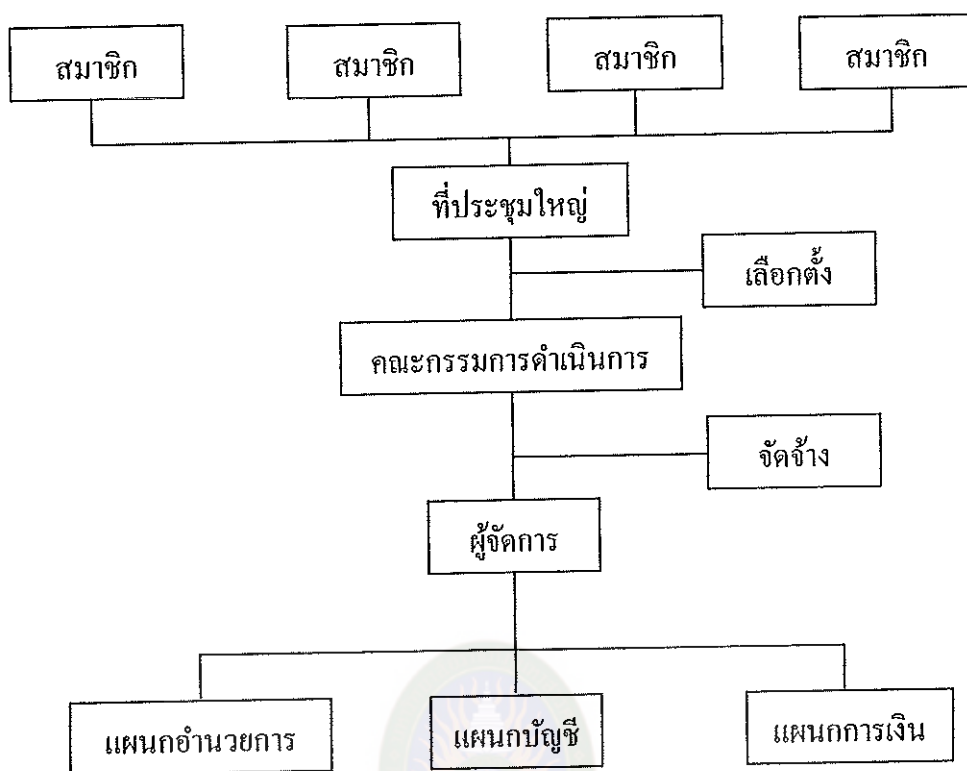 สมาชิก
สมาชิก
สมาชิก
สมาชิก
ที่ประชุมใหญ่
เลือกตั้ง
คณะกรรมการดำเนินการ
จัดจ้าง
ผู้จัดการ
แผนกอำนวยการ
แผนกบัญชี
แผนกการเงิน